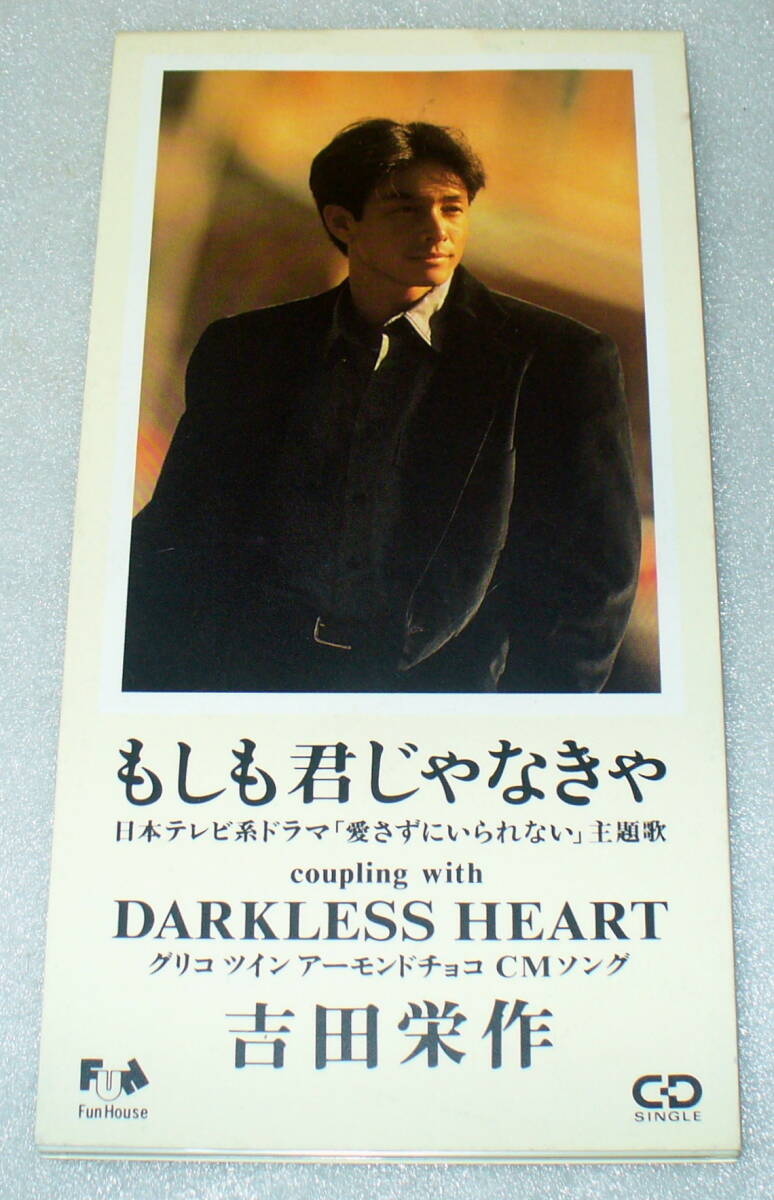 もしも君じゃなきゃ
日本テレビ系ドラマ「愛さずにいられない」主題歌
coupling with
DARKLESS HEART
グリコ ツイン アーモンドチョコ CMソング
吉田栄作
FUN
Fun House
CD
SINGLE